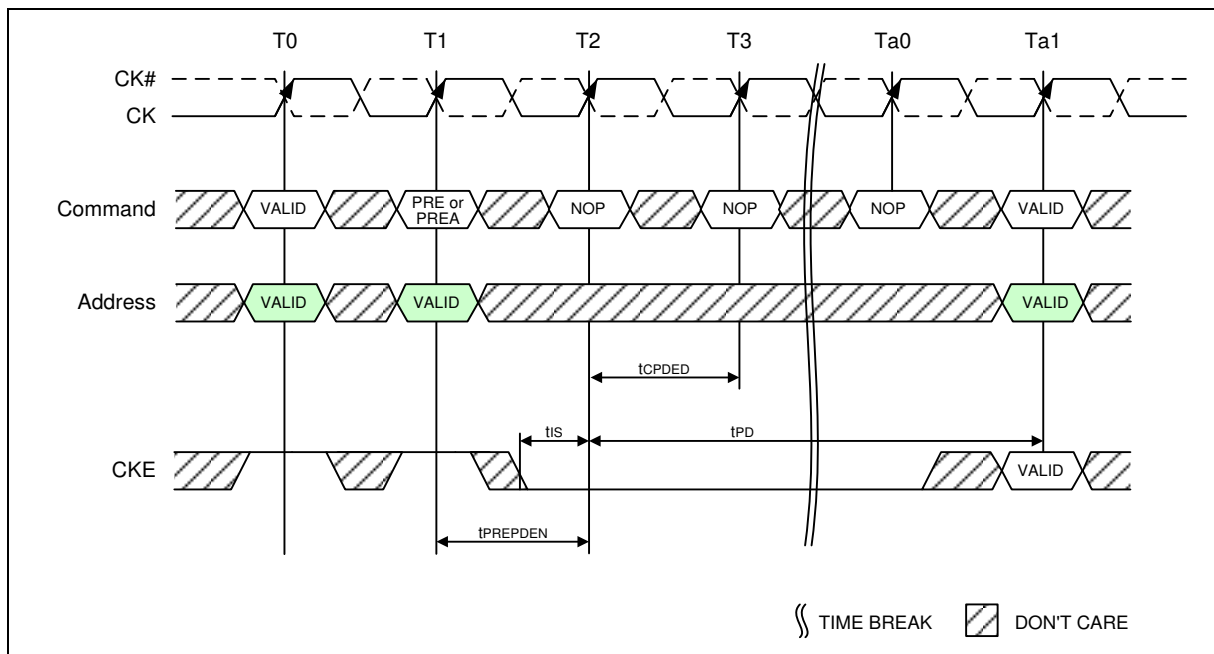 T0 T1 T2 T3 Ta0 Ta1
CK#
CK
Command VALID PRE or PREA NOP NOP NOP VALID
Address VALID VALID VALID
tCPDED
tIS tPD
CKE VALID
tPREPDEN
TIME BREAK DON'T CARE